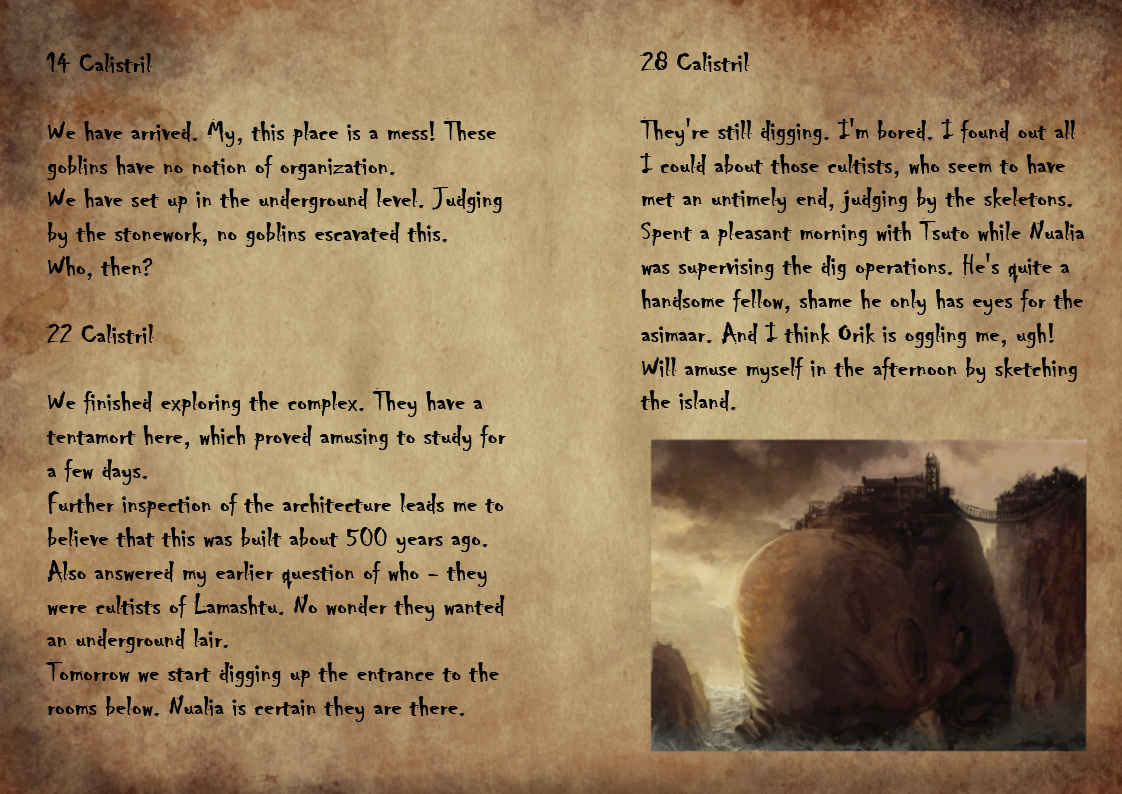 14 Calistril
We have arrived. My, this place is a mess! These
goblins have no notion of organization.
We have set up in the underground level. Judging
by the stonework, no goblins escavated this.
Who, then?
22 Calistril
We finished exploring the complex. They have a
tentamort here, which proved amusing to study for
a few days.
Further inspection of the architecture leads me to
believe that this was built about 500 years ago.
Also answered my earlier question of who - they
were cultists of Lamashtu. No wonder they wanted
an underground lair.
Tomorrow we start digging up the entrance to the
rooms below. Nualia is certain they are there.
28 Calistril
They're still digging. I'm bored. I found out all
I could about those cultists, who seem to have
met an untimely end, judging by the skeletons.
Spent a pleasant morning with Tsuto while Nualia
was supervising the dig operations. He's quite a
handsome fellow, shame he only has eyes for the
asimaar. And I think Orik is oggling me, ugh!
Will amuse myself in the afternoon by sketching
the island.